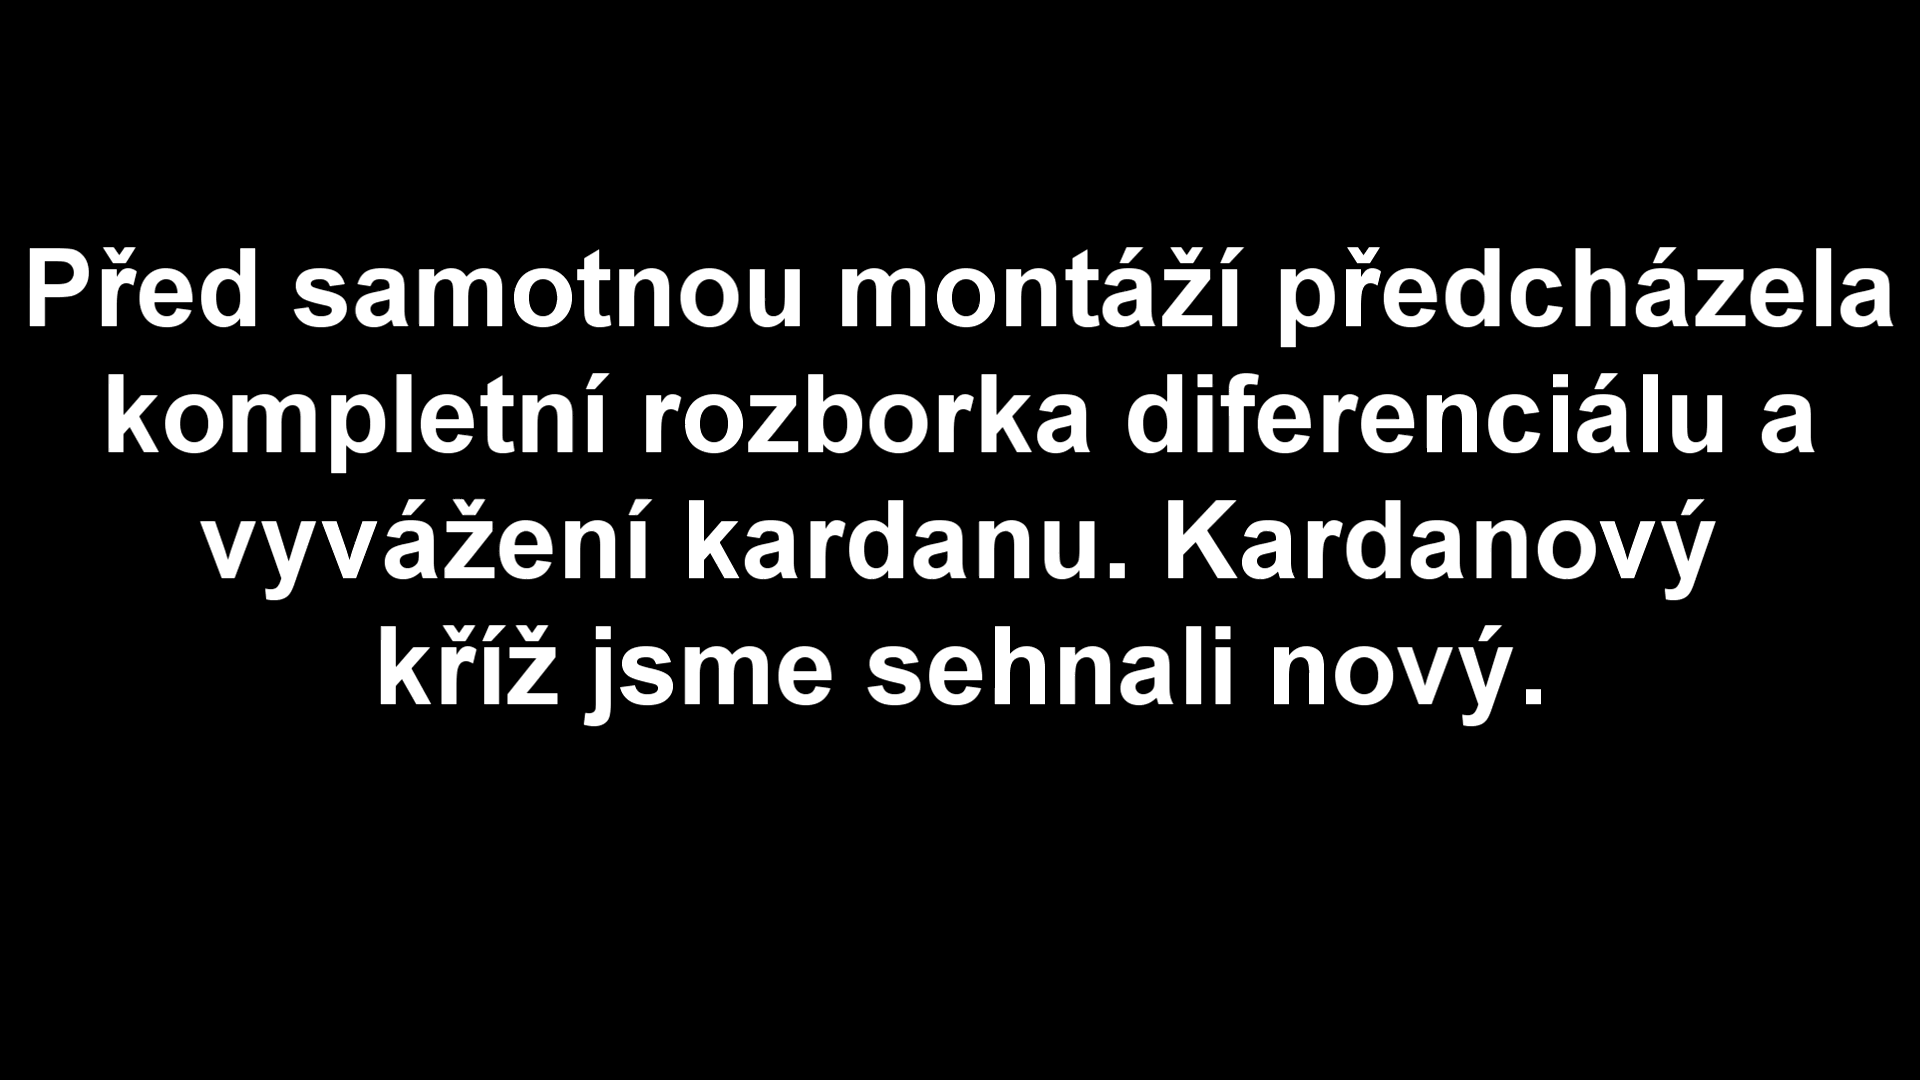 Před samotnou montáží předcházela
kompletní rozborka diferenciálu a
vyvážení kardanu. Kardanový
kříž jsme sehnali nový.